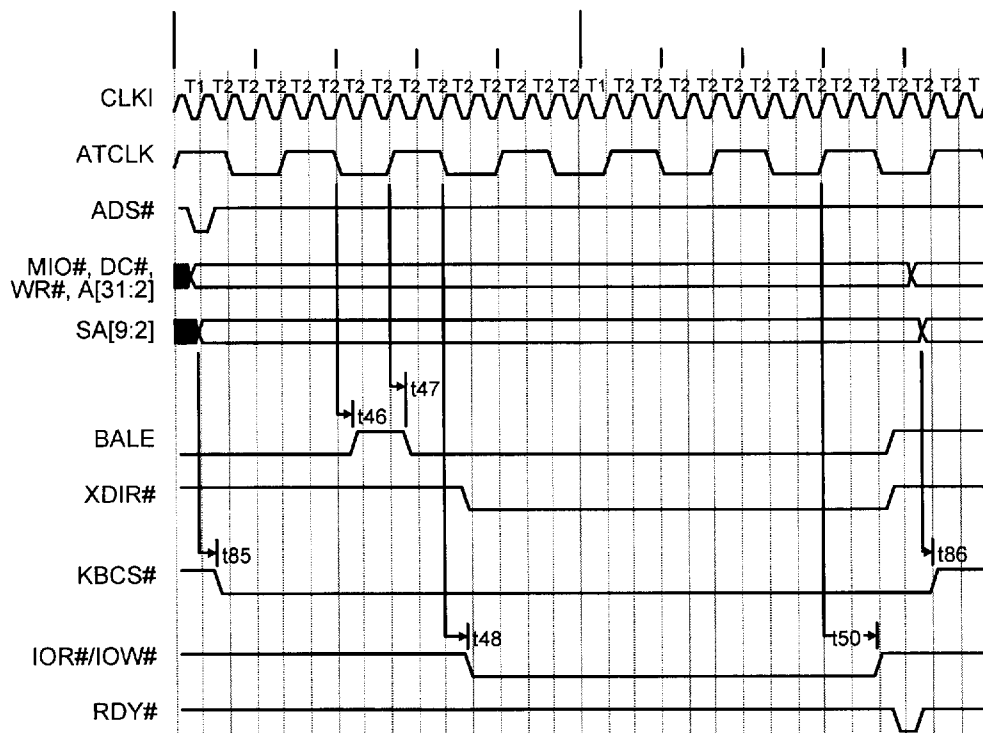 T1 T2 T2 T2 T2 T2 T2 T2 T2 T2 T2 T2 T2 T2 T2 T1 T2 T2 T2 T2 T2 T2 T2 T2 T2 T2 T2 T2 T2 T
CLKI
ATCLK
ADS#
MIO#, DC#,
WR#, A[31:2]
SA[9:2]
t47
t46
BALE
XDIR#
t85
t86
KBCS#
t48
t50
IOR#/IOW#
RDY#